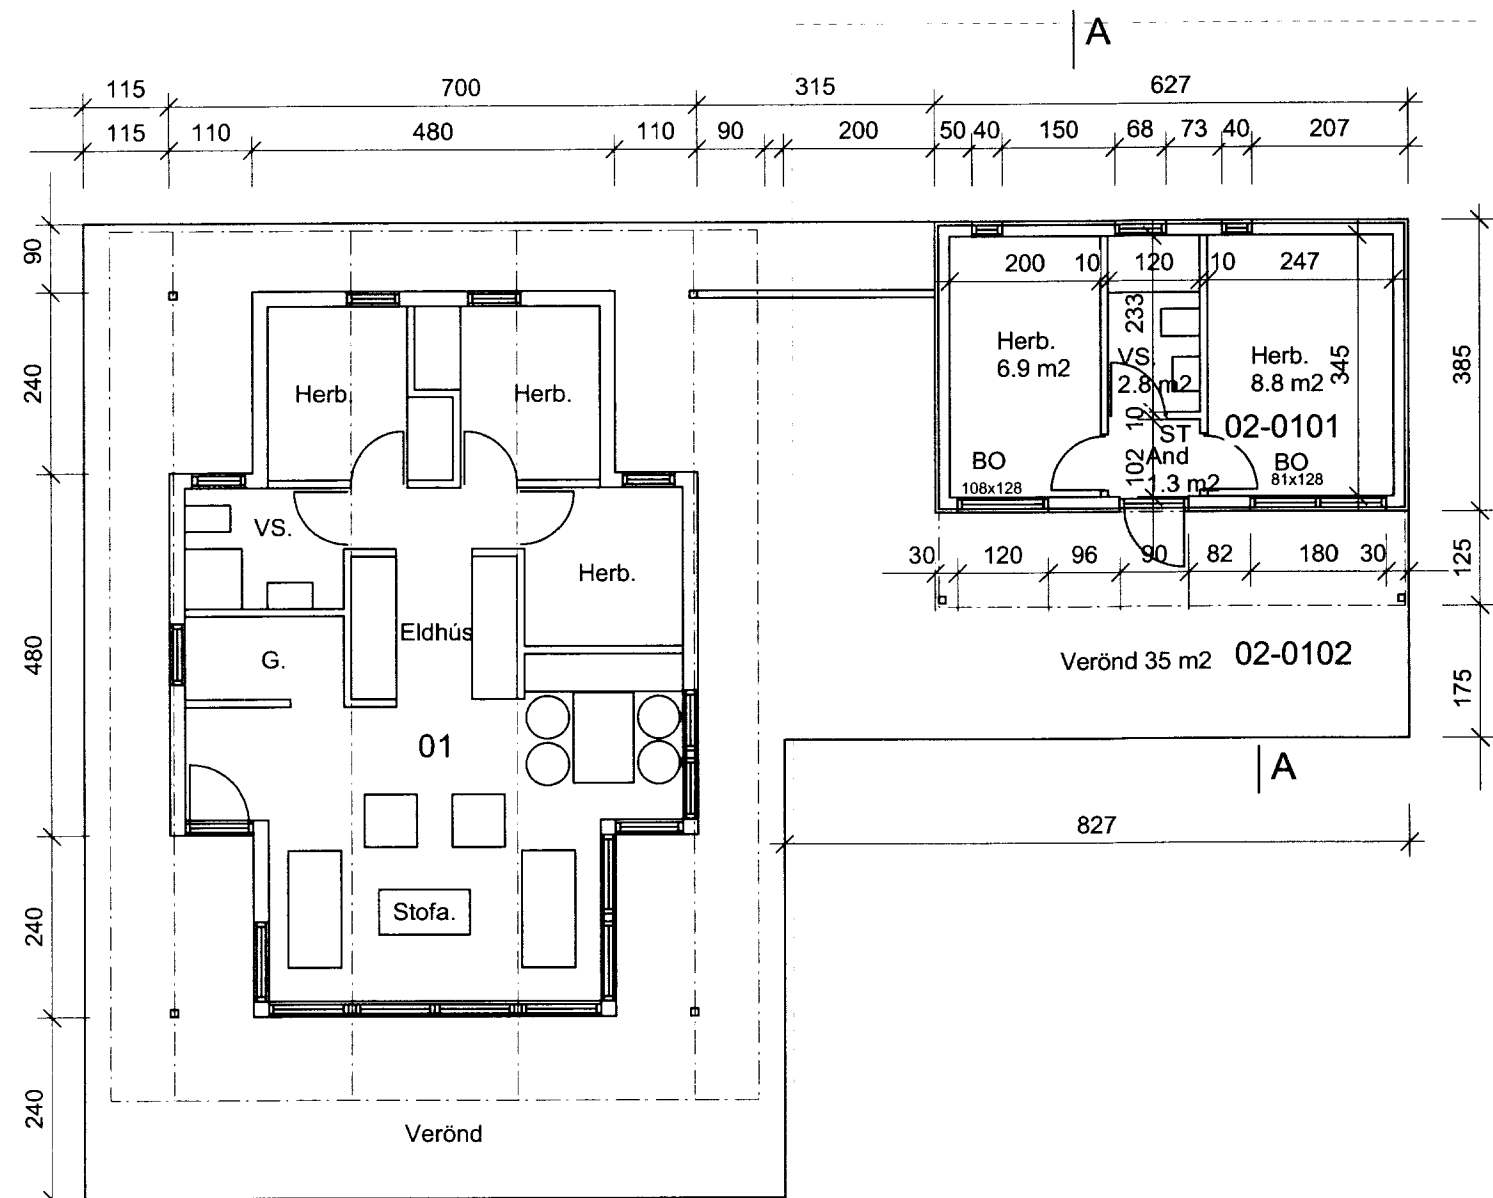 A
115 700 315 627
115 110 480 110 90 200 50 40 150 68 73 40 207
90
240
480
240
240
200 10 120 10 247
233
345
385
Herb.
6.9 m2
VS.
2.8 m2
Herb.
8.8 m2
10
02-0101
ST
And
1.3 m2
102
BO
108x128
BO
81x128
30 120 96 90 82 180 30
125
175
Verönd 35 m2 02-0102
A
827
Herb.
Herb.
VS.
Herb.
Eldhús
G.
01
Stofa.
Verönd